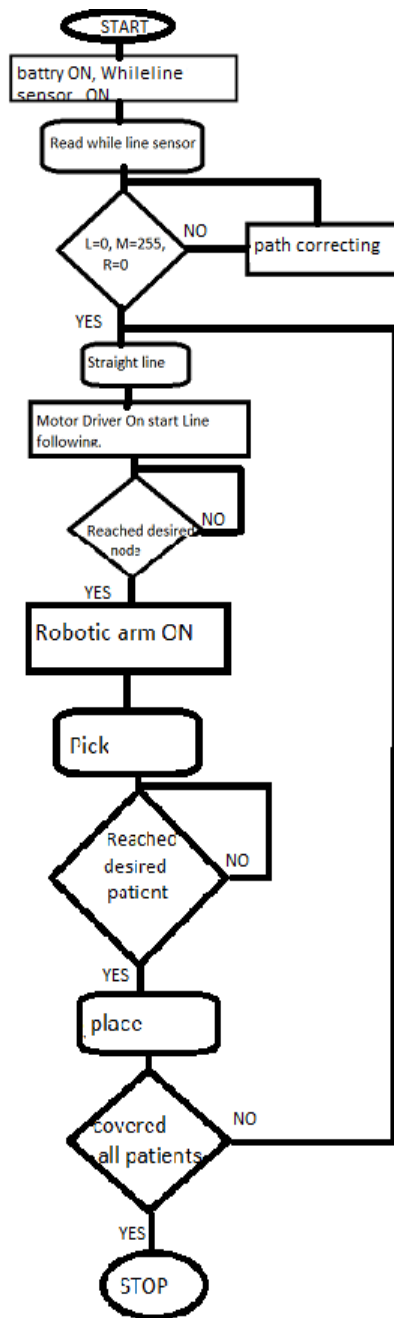 START
battry ON, Whileline
sensor ON
Read while line sensor
L=0, M=255,
R=0
NO
path correcting
YES
Straight line
Motor Driver On start Line
following.
Reached desired
node
NO
YES
Robotic arm ON
Pick
Reached
desired
patient
NO
YES
place
covered
all patients
NO
YES
STOP